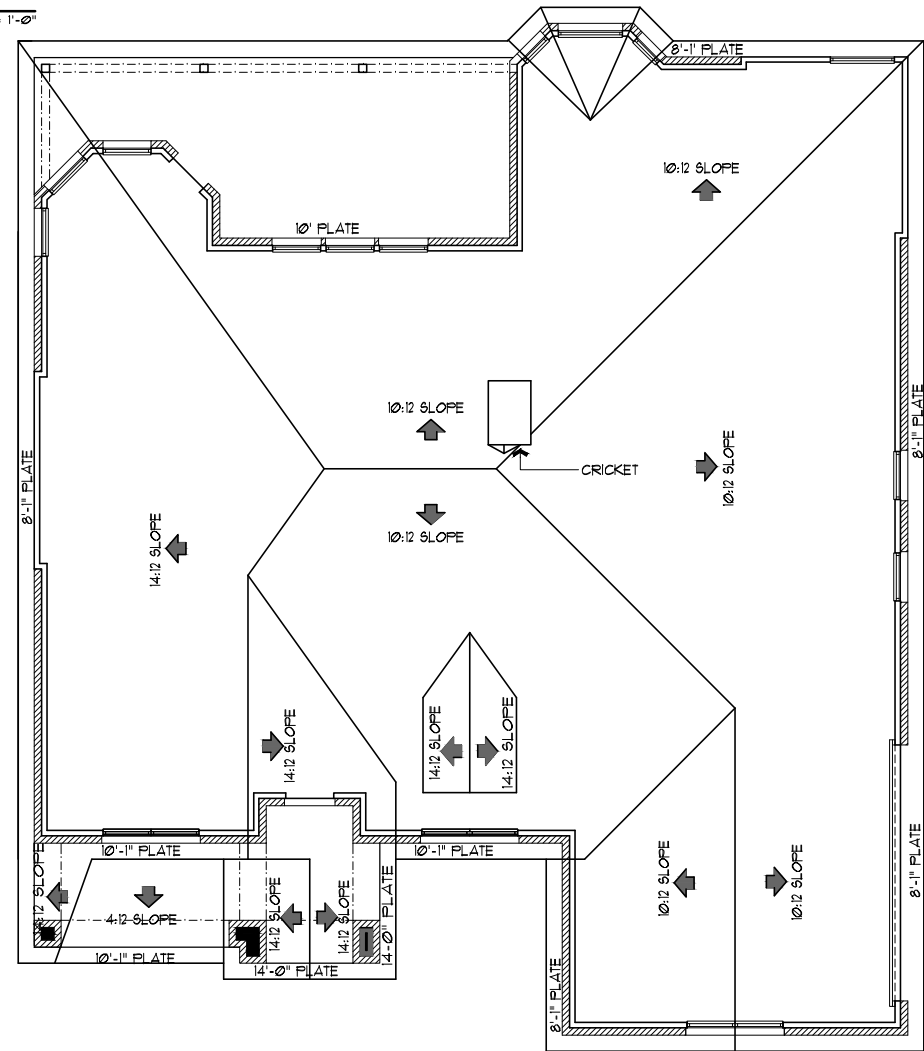 = 1'-0"
8'-1' PLATE
10:12 SLOPE
10' PLATE
8'-1" PLATE
10:12 SLOPE
CRICKET
10:12 SLOPE
8'-1" PLATE
10:12 SLOPE
14:12 SLOPE
14:12 SLOPE
14:12 SLOPE
14:12 SLOPE
10'-1" PLATE
10'-1" PLATE
14:12 SLOPE
4:12 SLOPE
14:12 SLOPE
14:12 SLOPE
14'-0" PLATE
10:12 SLOPE
10:12 SLOPE
8'-1" PLATE
10'-1" PLATE
14'-0" PLATE
8'-1" PLATE